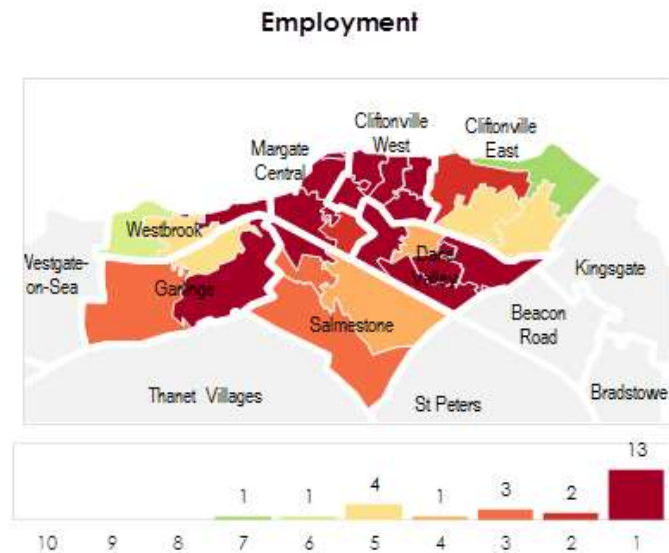 Employment
Cliftonville
West
Cliftonville
East
Margate
Central
Westbrook
Westgate-
on-Sea
Garlinge
Dane
Valley
Kingsgate
Beacon
Road
Salmestone
Thanet Villages
St Peters
Bradstowe
13
1
1
4
1
3
2
10
9
8
7
6
5
4
3
2
1